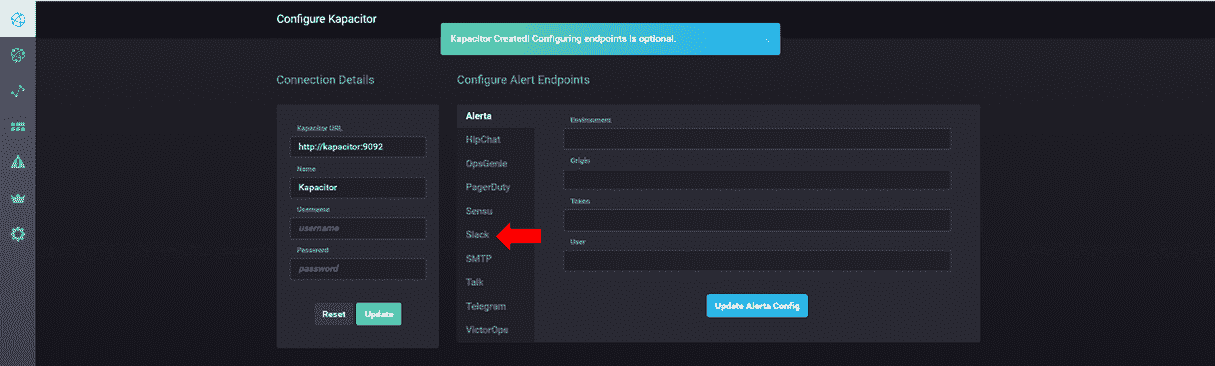 Configure Kapacitor
Kapacitor Created! Configuring endpoints is optional.
Connection Details
Kapacitor URL
http://kapacitor:9092
Name
Kapacitor
Username
username
Password
password
Reset
Update
Configure Alert Endpoints
Alerta
HipChat
OpsGenie
PagerDuty
Sensu
Slack
SMTP
Talk
Telegram
VictorOps
Environment
Origin
Token
User
Update Alerta Config